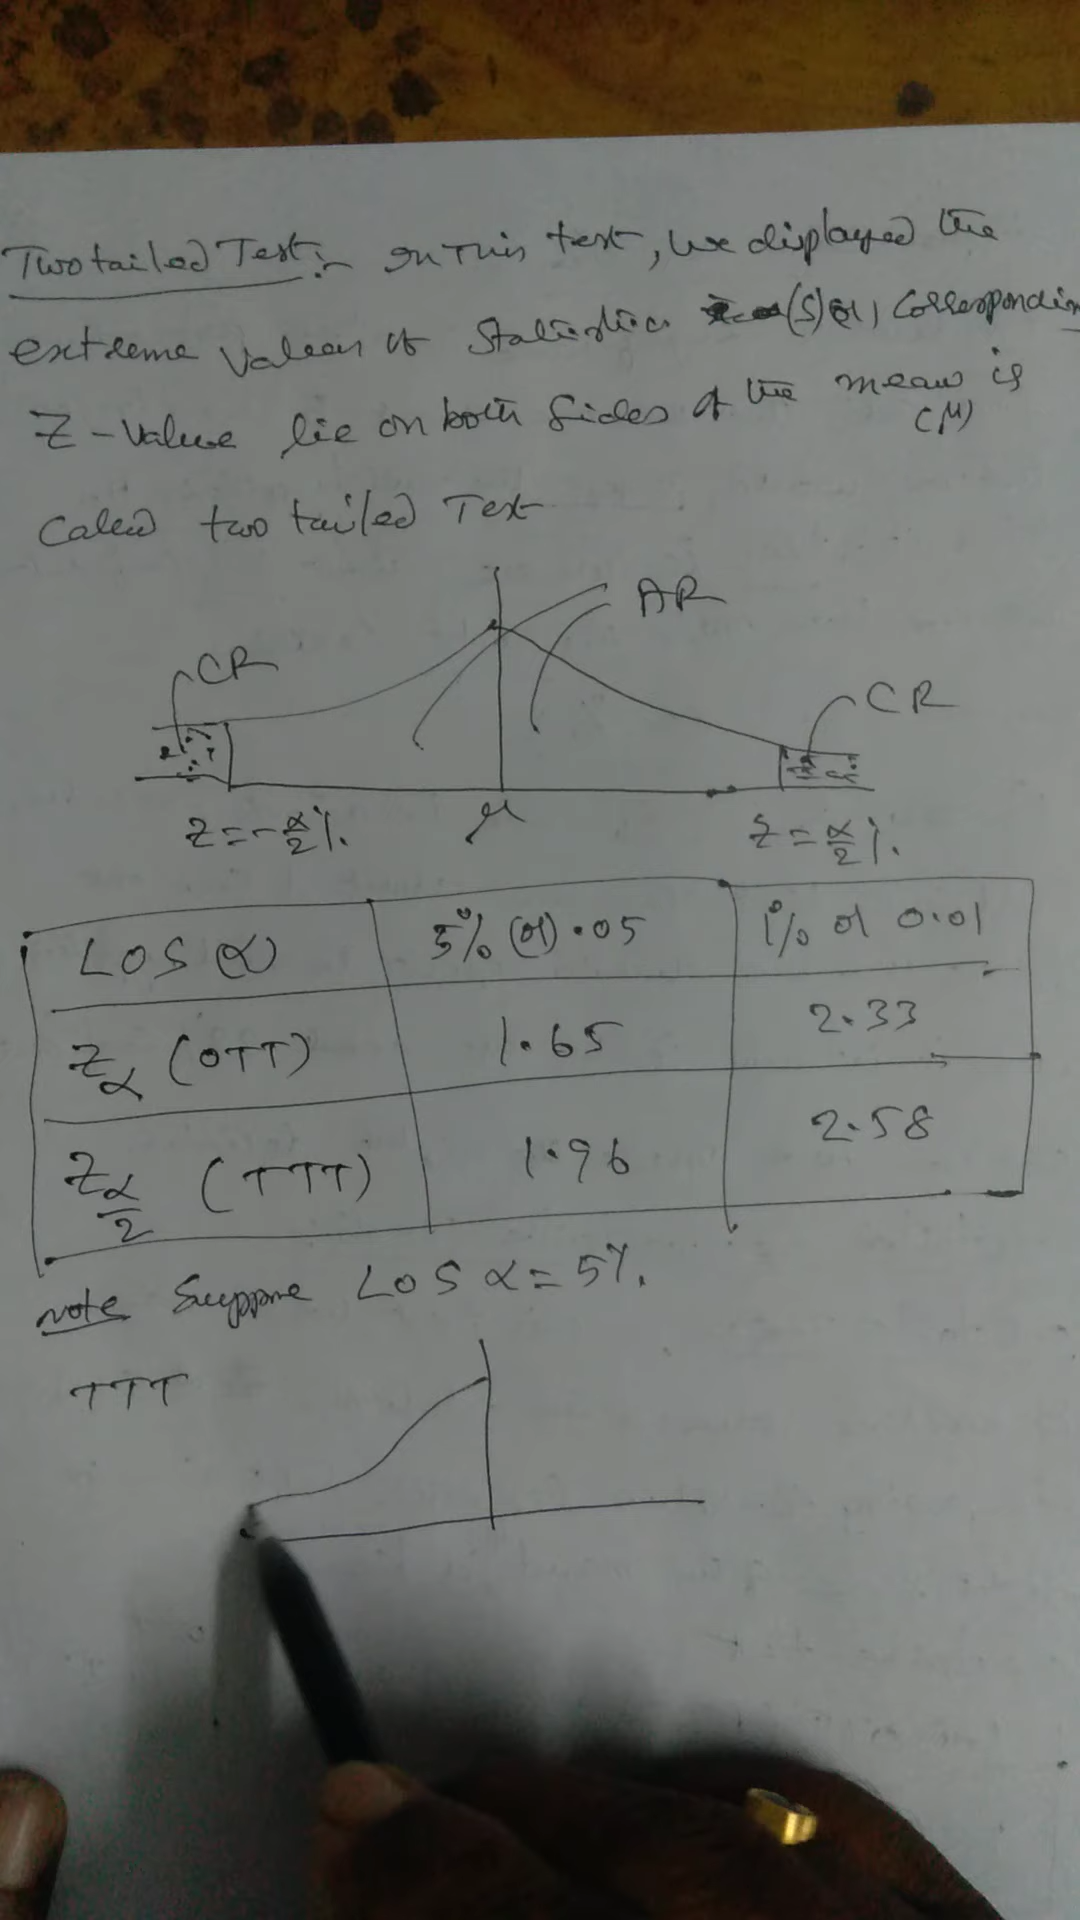 Two tailed Test:- In This test, we displayed the
extreme values of Statistics (S) or, Correspondin
Z-Value lie on both Sides of the mean is
(μ)
Called two tailed Test
AR
CR
CR
Z=-α/2%.
μ
Z=α/2%.
LOS (α) 5% (or) .05 1% or 0.01
Zα (OTT) 1.65 2.33
Zα/2 (TTT) 1.96 2.58
note Suppose LOS α=5%.
TTT